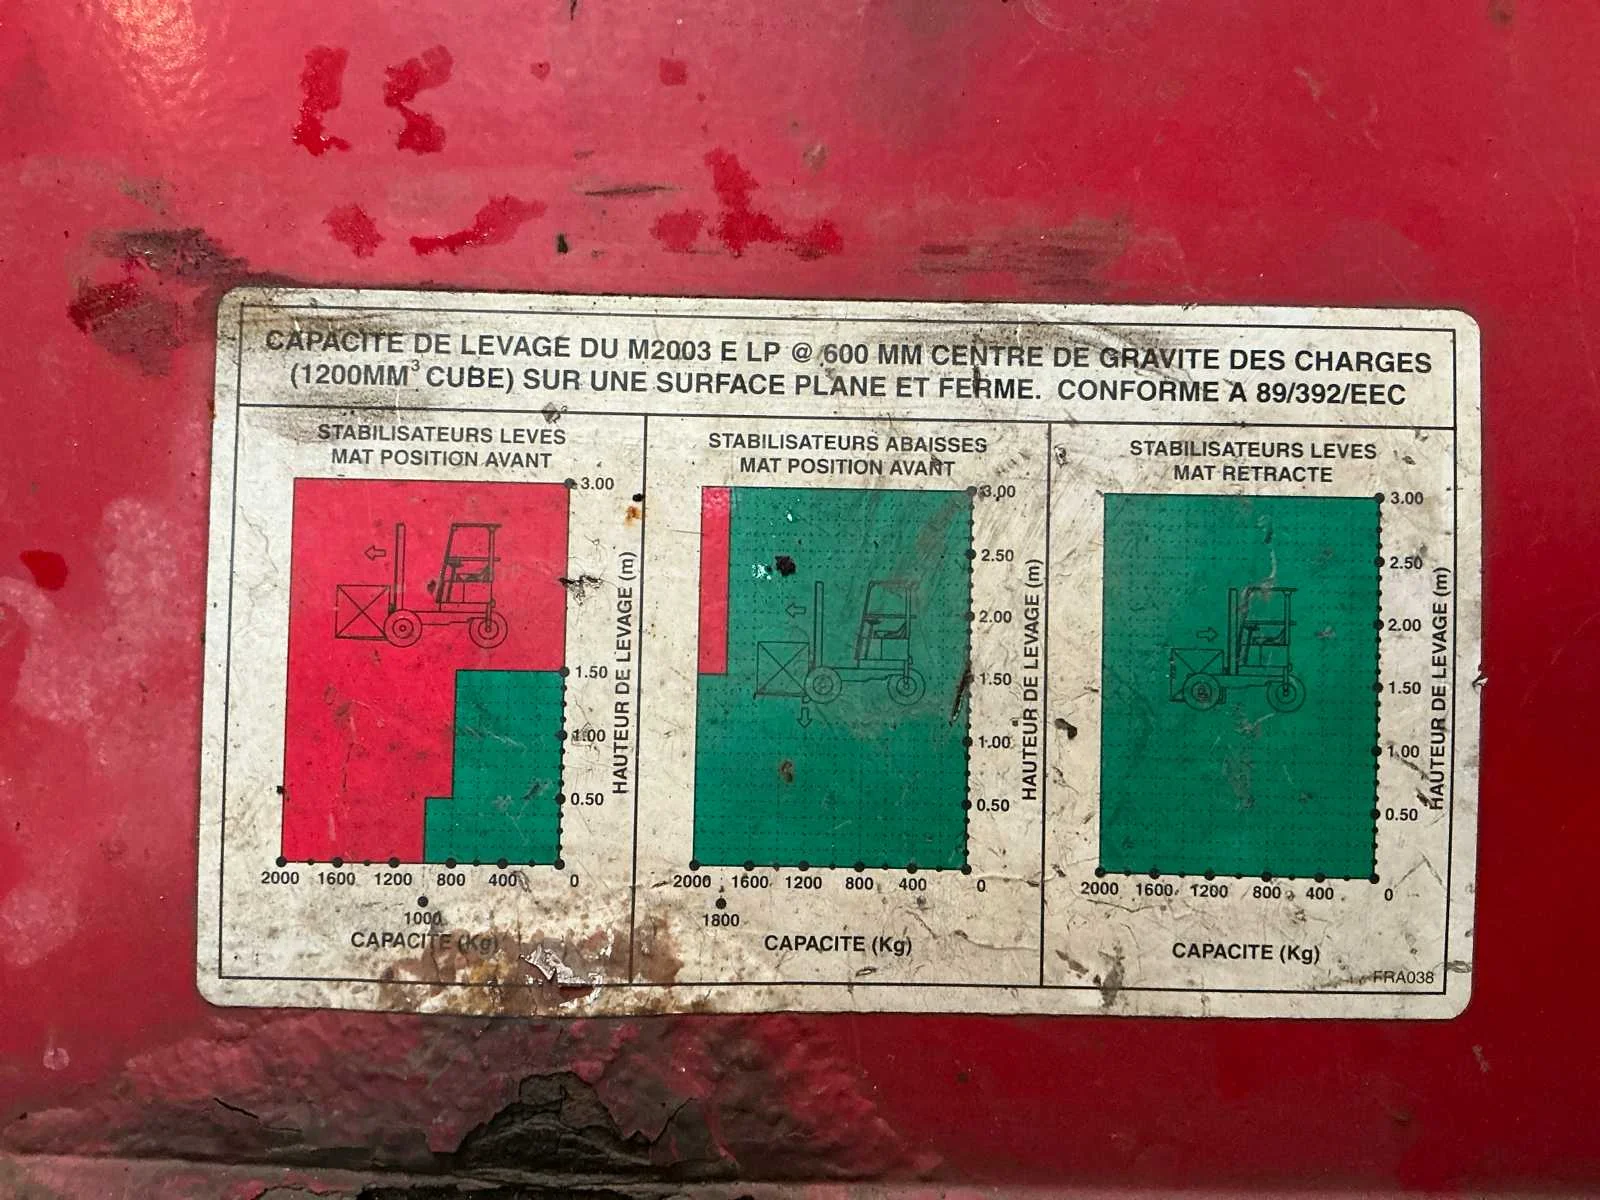 CAPACITE DE LEVAGE DU M2003 E LP @ 600 MM CENTRE DE GRAVITE DES CHARGES
(1200MM³ CUBE) SUR UNE SURFACE PLANE ET FERME. CONFORME A 89/392/EEC
STABILISATEURS LEVES
MAT POSITION AVANT
3.00
1.50
1.00
0.50
HAUTEUR DE LEVAGE (m)
2000 1600 1200 800 400 0
1000
CAPACITE (Kg)
STABILISATEURS ABAISSES
MAT POSITION AVANT
3.00
2.50
2.00
1.50
1.00
0.50
HAUTEUR DE LEVAGE (m)
2000 1600 1200 800 400 0
1800
CAPACITE (Kg)
STABILISATEURS LEVES
MAT RETRACTE
3.00
2.50
2.00
1.50
1.00
0.50
HAUTEUR DE LEVAGE (m)
2000 1600 1200 800 400 0
CAPACITE (Kg)
FRA038